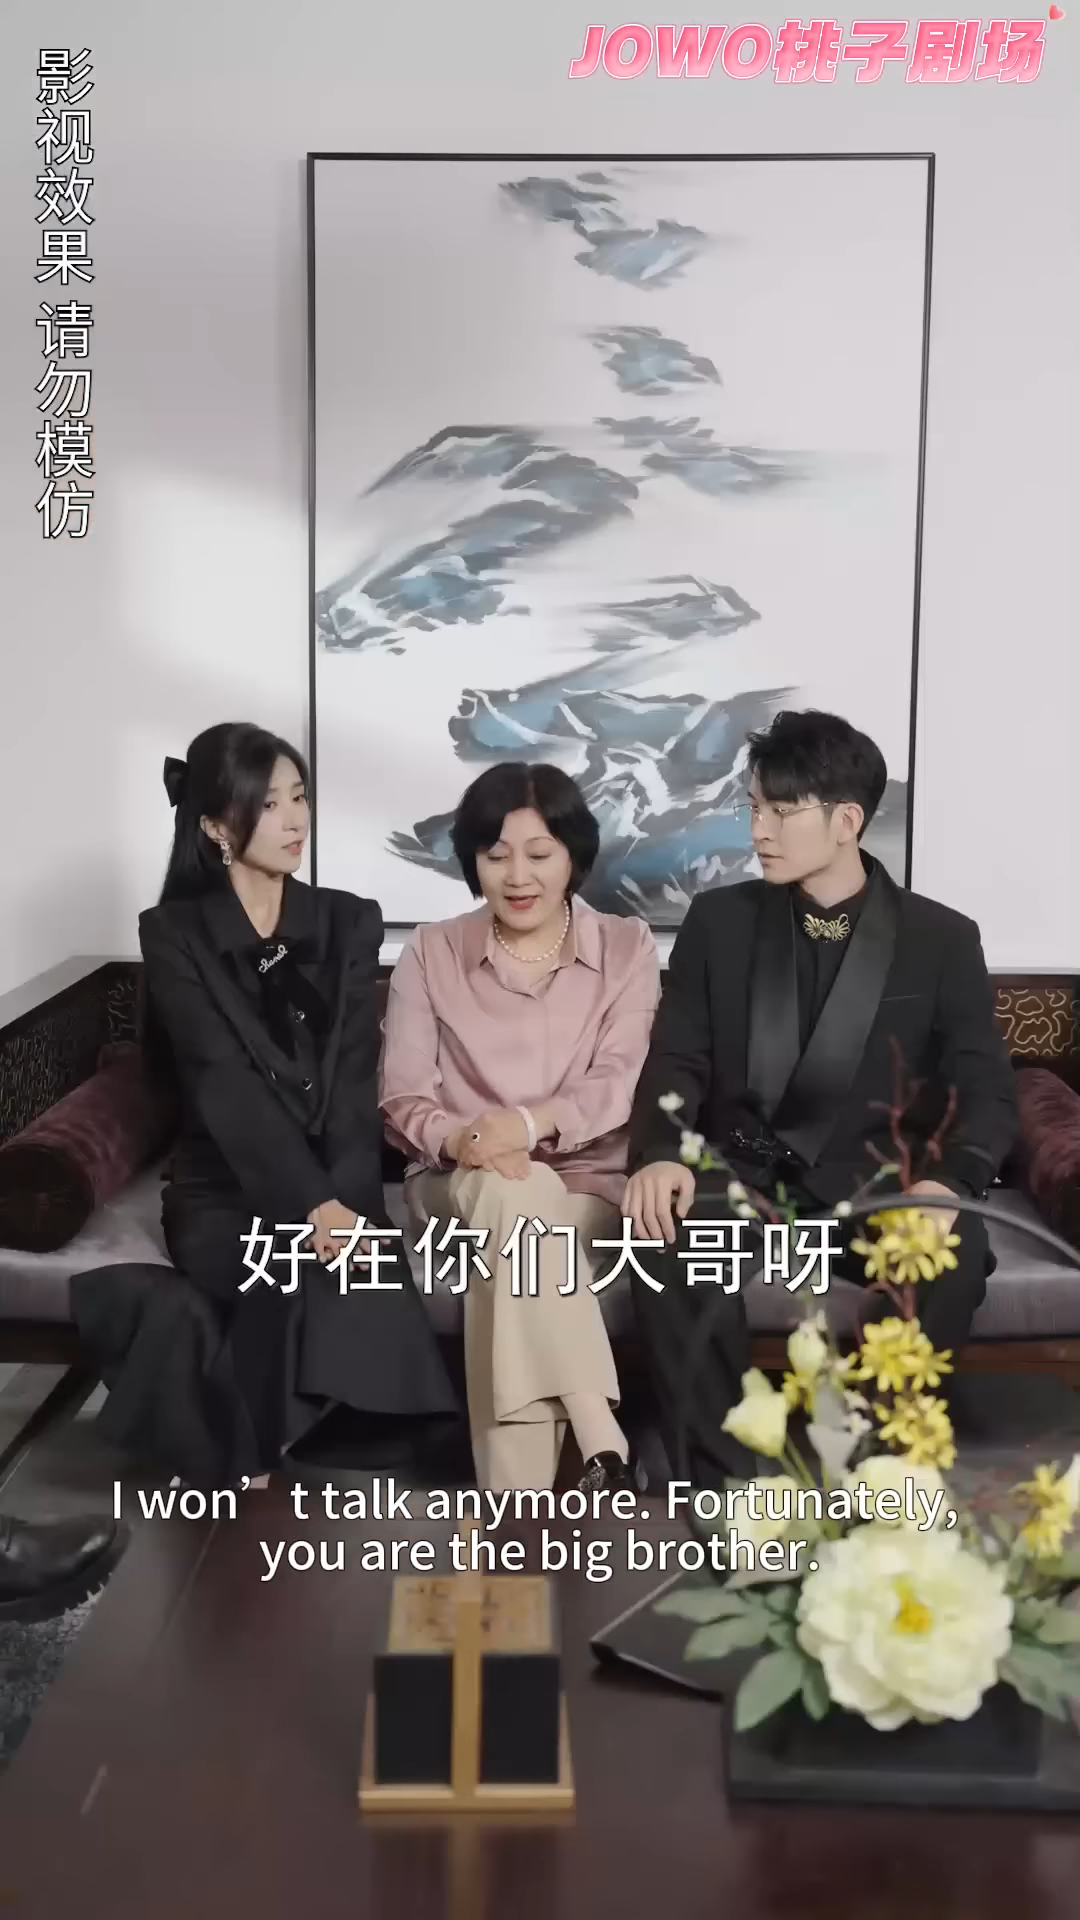 JOWO桃子剧场
影视效果 请勿模仿
chanel
好在你们大哥呀
I won't talk anymore. Fortunately,
you are the big brother.